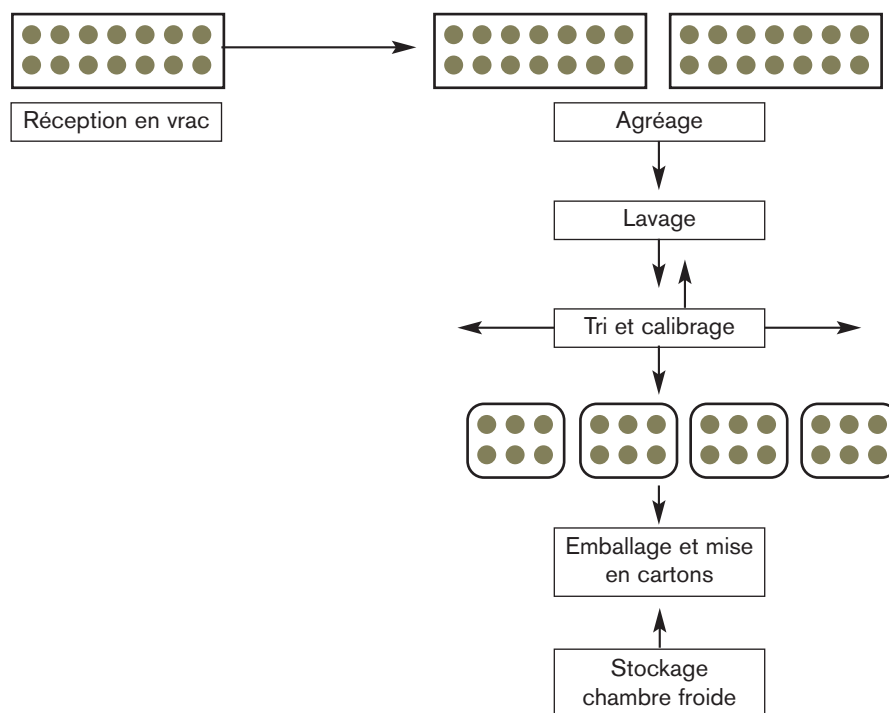 Réception en vrac
Agréage
Lavage
Tri et calibrage
Emballage et mise
en cartons
Stockage
chambre froide